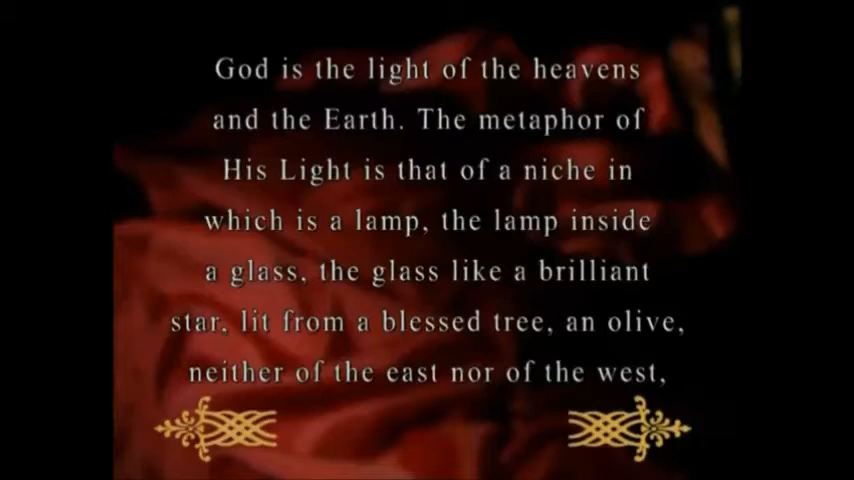 God is the light of the heavens
and the Earth. The metaphor of
His Light is that of a niche in
which is a lamp, the lamp inside
a glass, the glass like a brilliant
star, lit from a blessed tree, an olive,
neither of the east nor of the west,